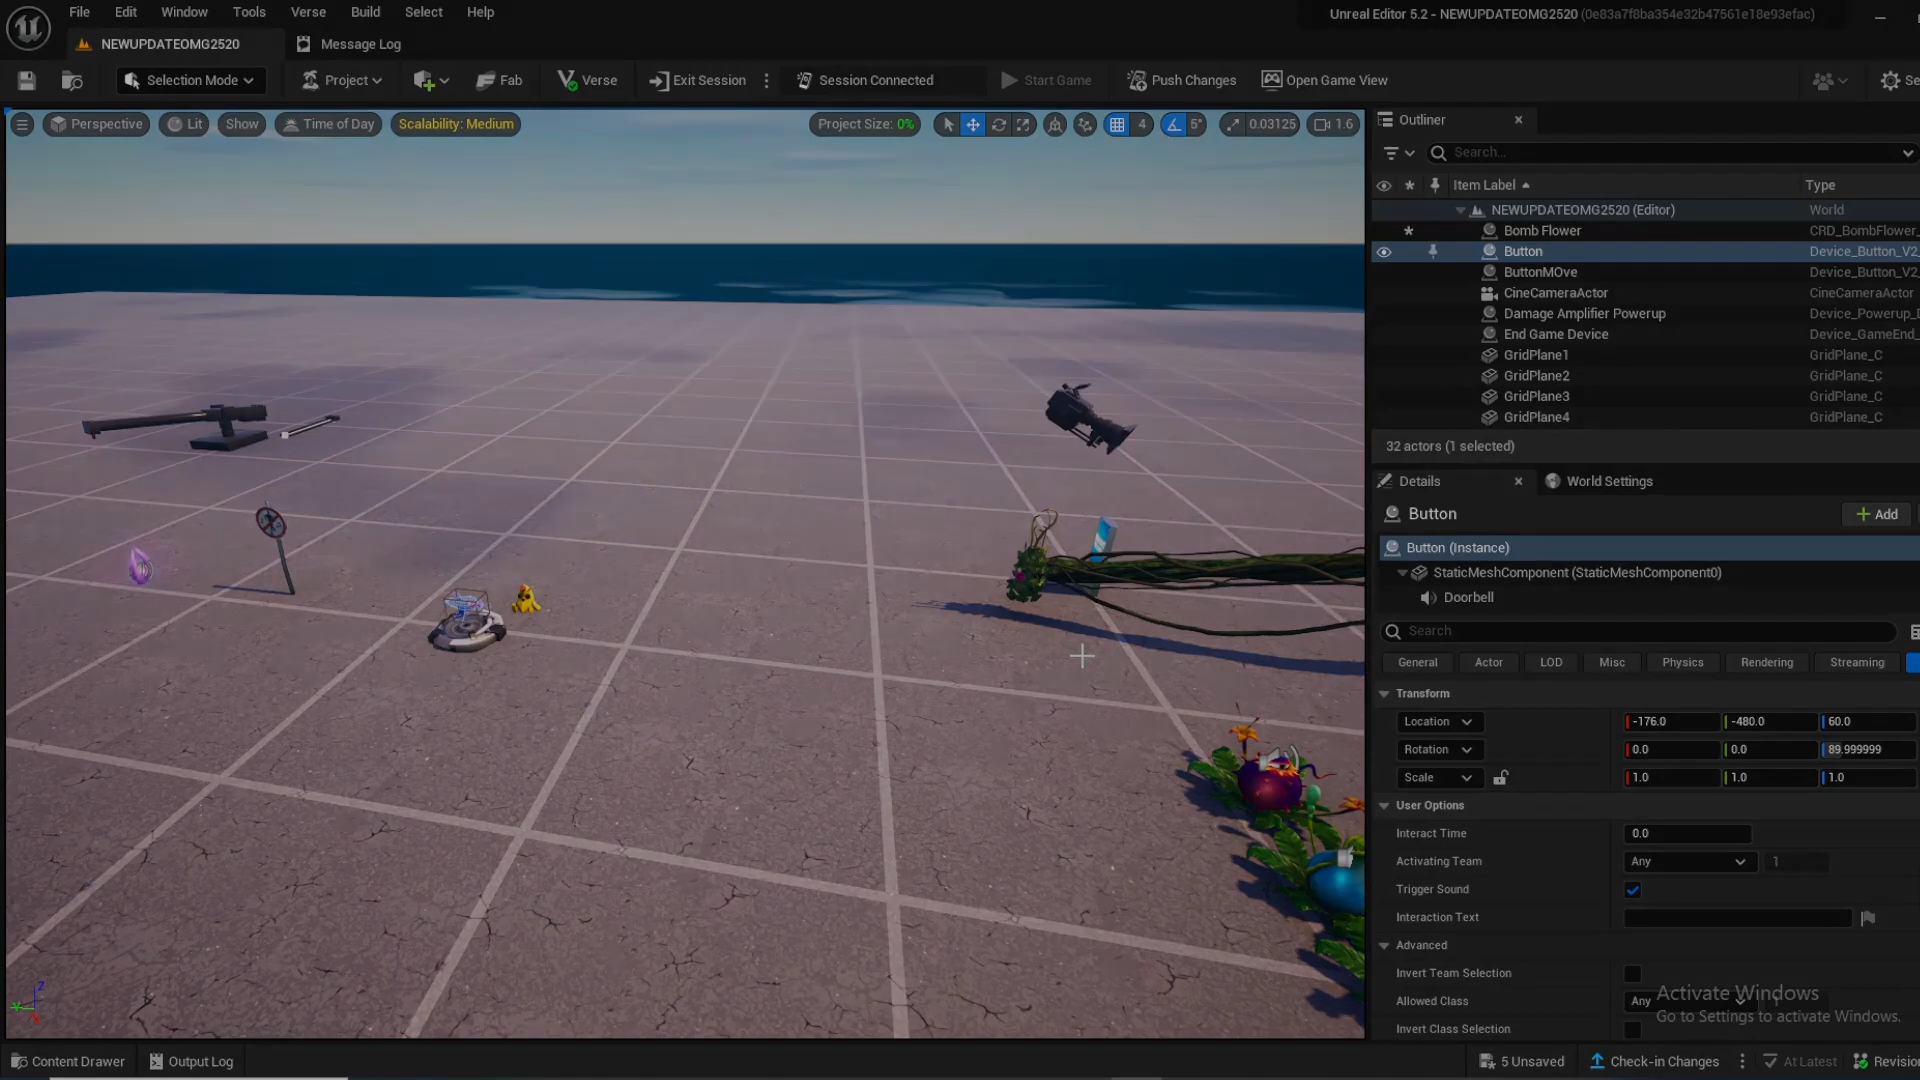 File Edit Window Tools Verse Build Select Help
Unreal Editor 5.2 - NEWUPDATEOMG2520 (0e83a7f8ba354e32b47561e18e93efac)
NEWUPDATEOMG2520 Message Log
Selection Mode Project Fab Verse Exit Session Session Connected Start Game Push Changes Open Game View Se
Perspective Lit Show Time of Day Scalability: Medium Project Size: 0% 4 5° 0.03125 1.6
Outliner
Search...
Item Label Type
NEWUPDATEOMG2520 (Editor) World
Bomb Flower CRD_BombFlower_
Button Device_Button_V2_
ButtonMOve Device_Button_V2_
CineCameraActor CineCameraActor
Damage Amplifier Powerup Device_Powerup_D
End Game Device Device_GameEnd_
GridPlane1 GridPlane_C
GridPlane2 GridPlane_C
GridPlane3 GridPlane_C
GridPlane4 GridPlane_C
32 actors (1 selected)
Details World Settings
Button Add
Button (Instance)
StaticMeshComponent (StaticMeshComponent0)
Doorbell
Search
General Actor LOD Misc Physics Rendering Streaming
Transform
Location -176.0 -480.0 60.0
Rotation 0.0 0.0 89.999999
Scale 1.0 1.0 1.0
User Options
Interact Time 0.0
Activating Team Any 1
Trigger Sound
Interaction Text
Advanced
Invert Team Selection
Allowed Class Any
Invert Class Selection
Activate Windows
Go to Settings to activate Windows.
Z
Y
X
Content Drawer Output Log 5 Unsaved Check-in Changes At Latest Revisio